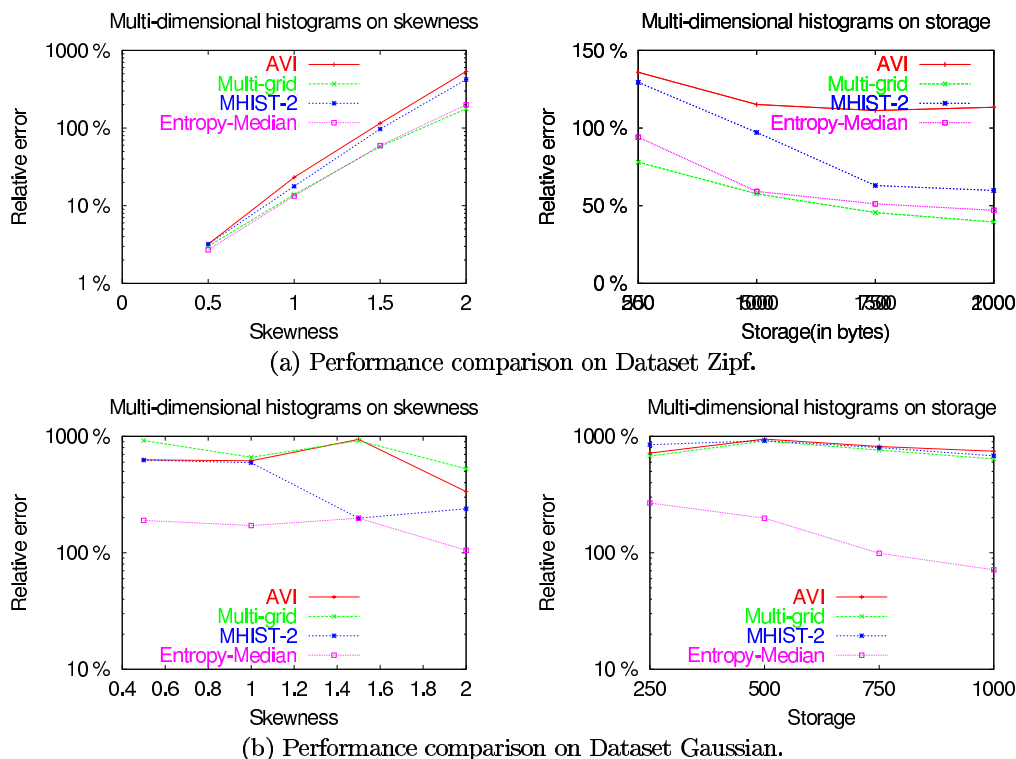 Multi-dimensional histograms on skewness
1000 %
100 %
10 %
1 %
Relative error
AVI
Multi-grid
MHIST-2
Entropy-Median
0
0.5
1
1.5
2
Skewness
Multi-dimensional histograms on storage
150 %
100 %
50 %
0 %
Relative error
AVI
Multi-grid
MHIST-2
Entropy-Median
Storage(in bytes)
(a) Performance comparison on Dataset Zipf.
Multi-dimensional histograms on skewness
1000 %
100 %
10 %
Relative error
AVI
Multi-grid
MHIST-2
Entropy-Median
0.4
0.6
0.8
1
1.2
1.4
1.6
1.8
2
Skewness
Multi-dimensional histograms on storage
1000 %
100 %
10 %
Relative error
AVI
Multi-grid
MHIST-2
Entropy-Median
250
500
750
1000
Storage
(b) Performance comparison on Dataset Gaussian.